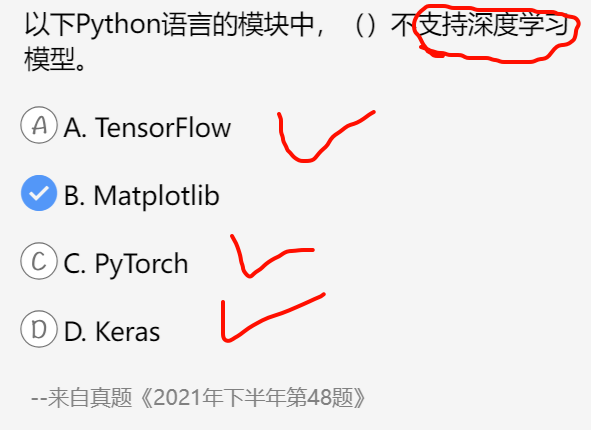 以下Python语言的模块中，（）不支持深度学习
模型。
A A. TensorFlow
B. Matplotlib
C C. PyTorch
D D. Keras
--来自真题《2021年下半年第48题》